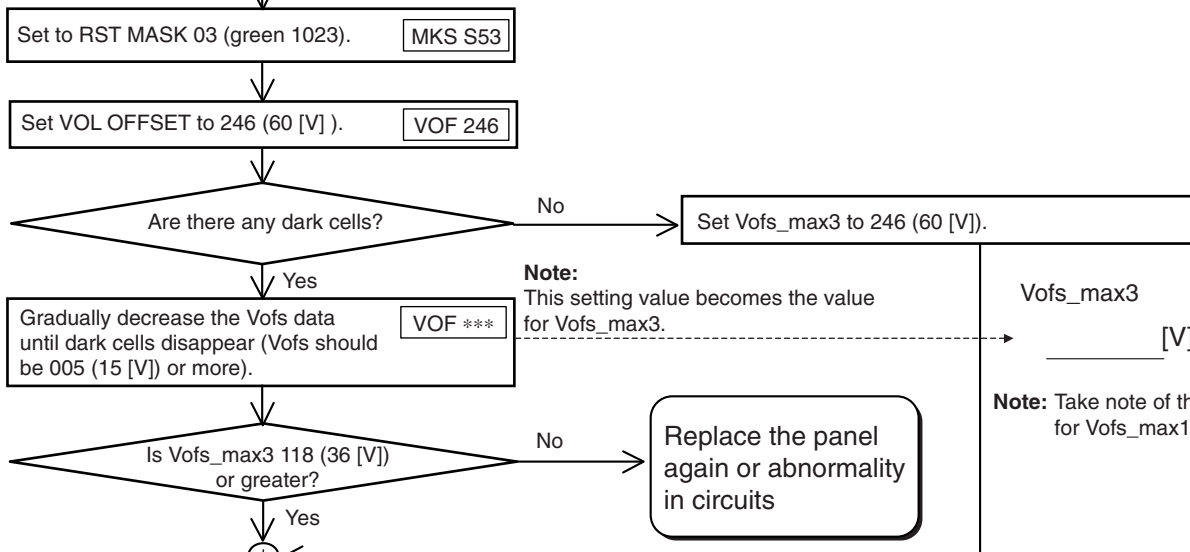 Set to RST MASK 03 (green 1023).
MKS S53
Set VOL OFFSET to 246 (60 [V] ).
VOF 246
Are there any dark cells?
No
Set Vofs_max3 to 246 (60 [V]).
Yes
Note:
This setting value becomes the value
for Vofs_max3.
Vofs_max3
[V]
Gradually decrease the Vofs data
until dark cells disappear (Vofs should
be 005 (15 [V]) or more).
VOF ***
Note: Take note of th
for Vofs_max1
Is Vofs_max3 118 (36 [V])
or greater?
No
Replace the panel
again or abnormality
in circuits
Yes